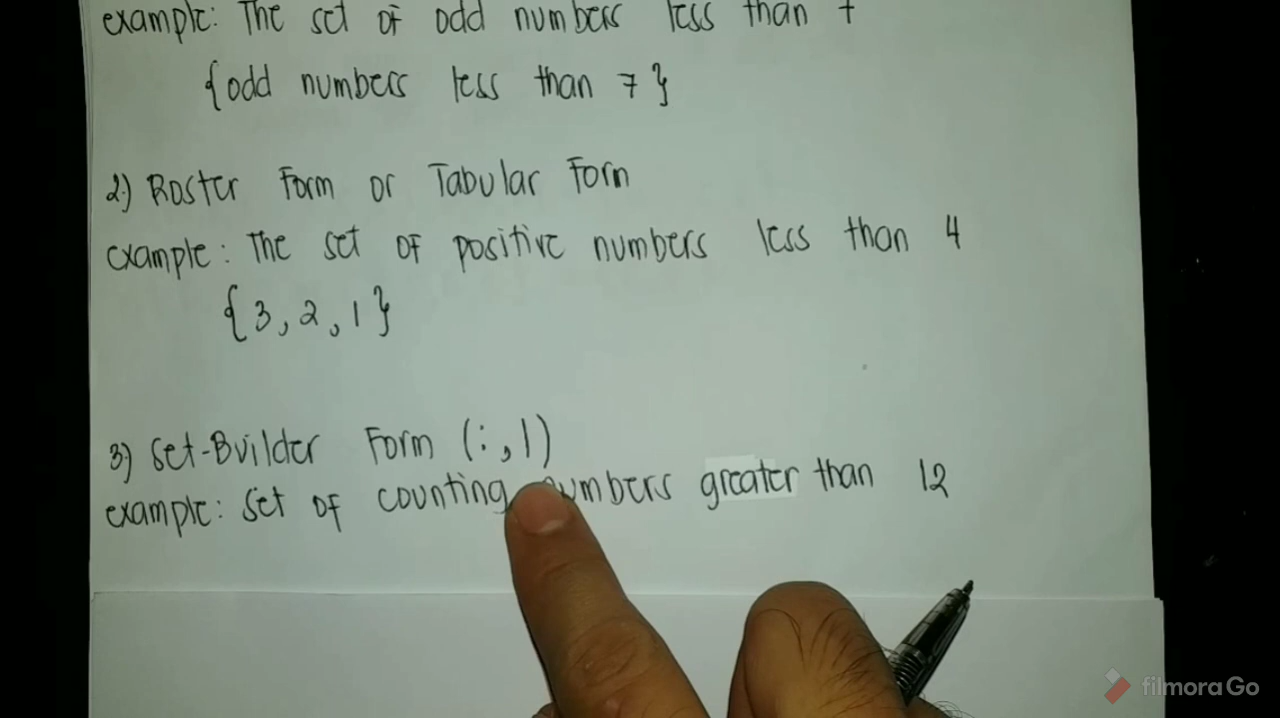 example: The set of odd numbers less than 7
{odd numbers less than 7}
2.) Roster Form or Tabular Form
example: The set of positive numbers less than 4
{3, 2, 1}
3) Set-Builder Form (:, |)
example: Set of counting numbers greater than 12
filmoraGo